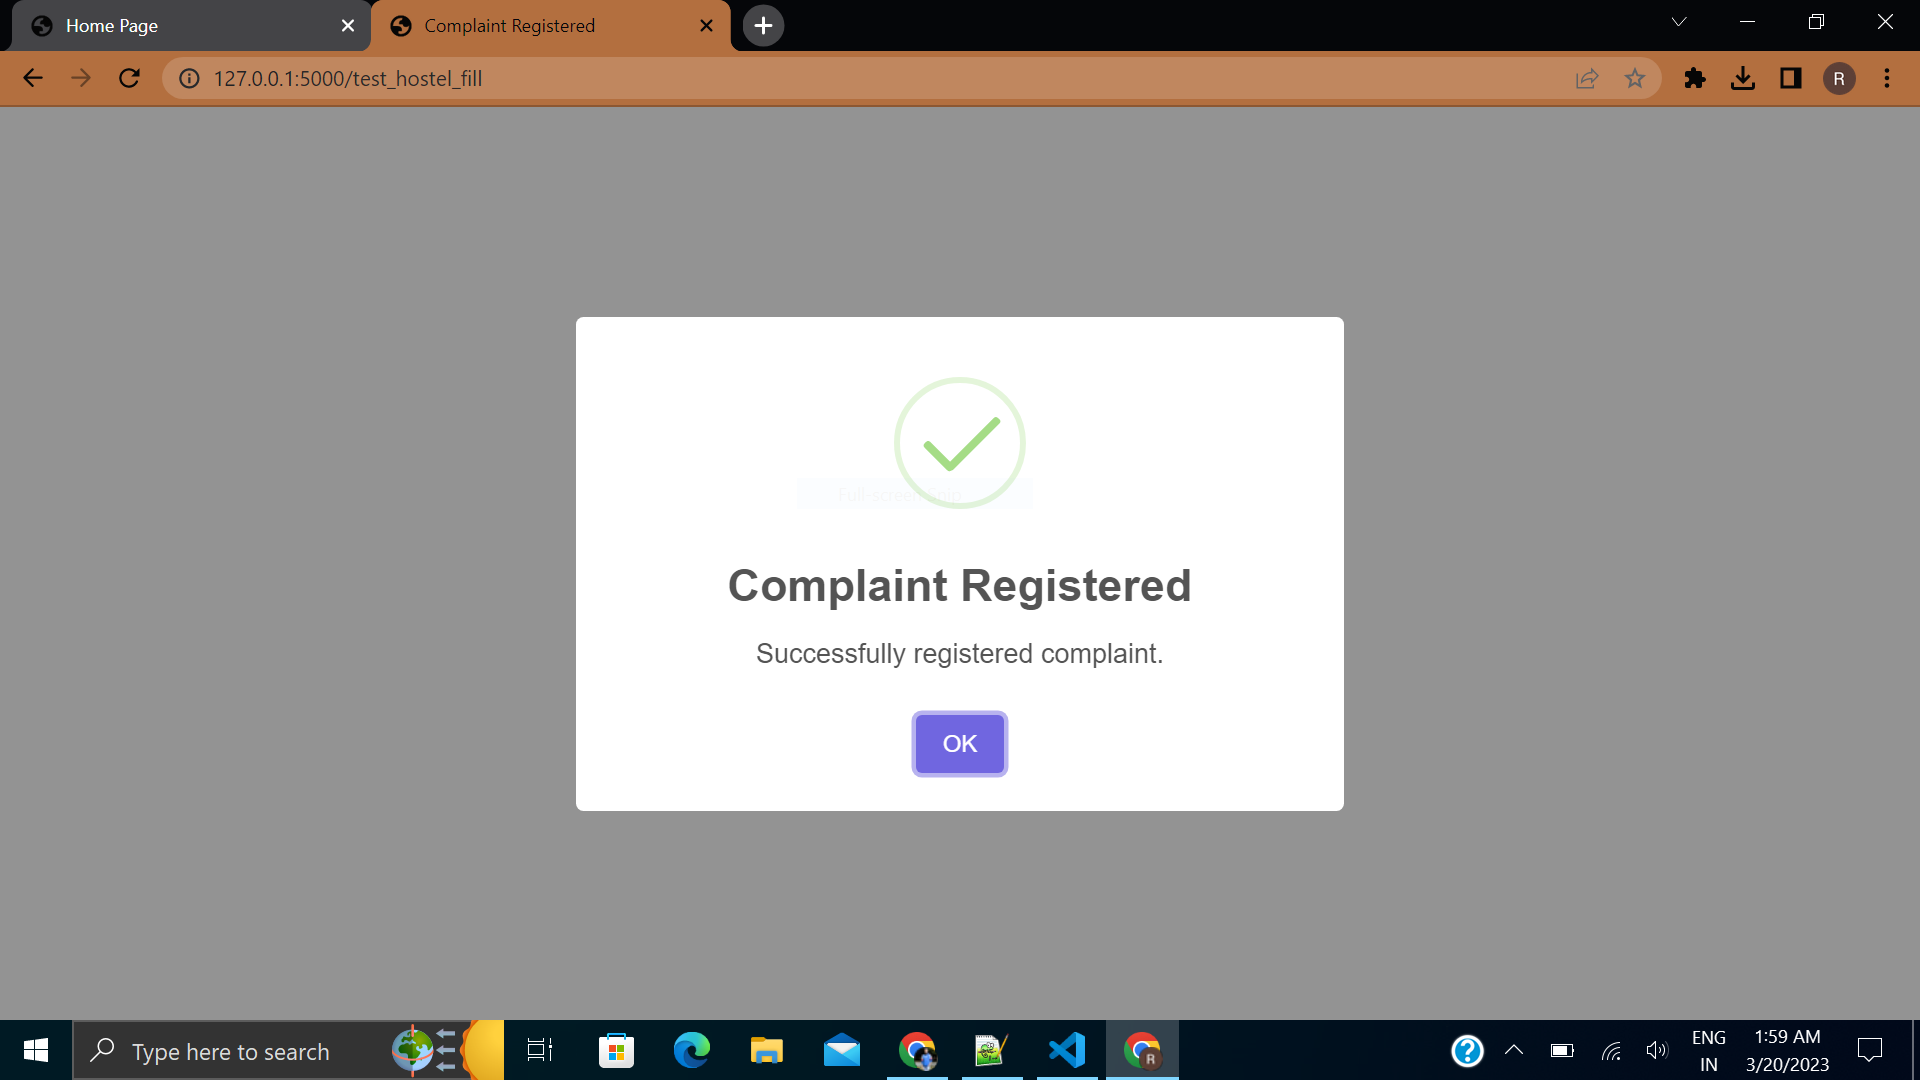 Home Page
Complaint Registered
127.0.0.1:5000/test_hostel_fill
R
Full-screen Snip
Complaint Registered
Successfully registered complaint.
OK
Type here to search
R
ENG
IN
1:59 AM
3/20/2023